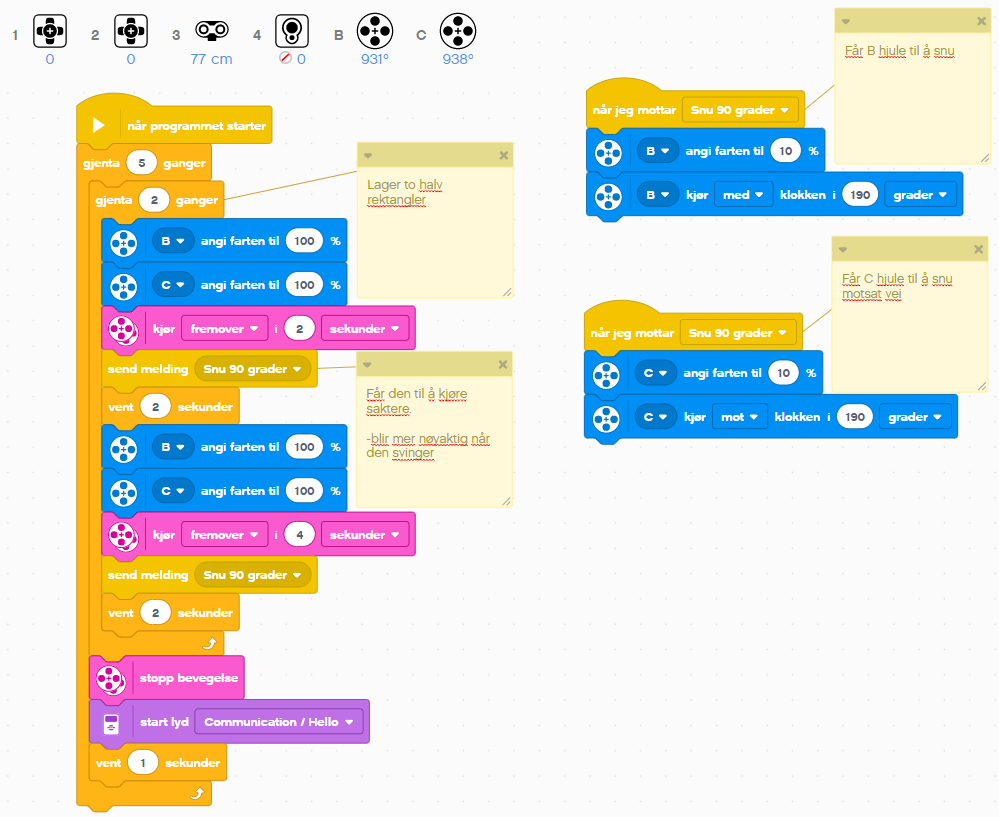 1 2 3 4 B C
0 0 77 cm 0 931° 938°
når programmet starter
gjenta 5 ganger
gjenta 2 ganger
B angi farten til 100 %
C angi farten til 100 %
kjør fremover i 2 sekunder
send melding Snu 90 grader
vent 2 sekunder
B angi farten til 100 %
C angi farten til 100 %
kjør fremover i 4 sekunder
send melding Snu 90 grader
vent 2 sekunder
stopp bevegelse
start lyd Communication / Hello
vent 1 sekunder
Lager to halv
rektangler
Får den til å kjøre
saktere.
-blir mer nøyaktig når
den svinger
Får B hjule til å snu
når jeg mottar Snu 90 grader
B angi farten til 10 %
B kjør med klokken i 190 grader
Får C hjule til å snu
motsat vei
når jeg mottar Snu 90 grader
C angi farten til 10 %
C kjør mot klokken i 190 grader